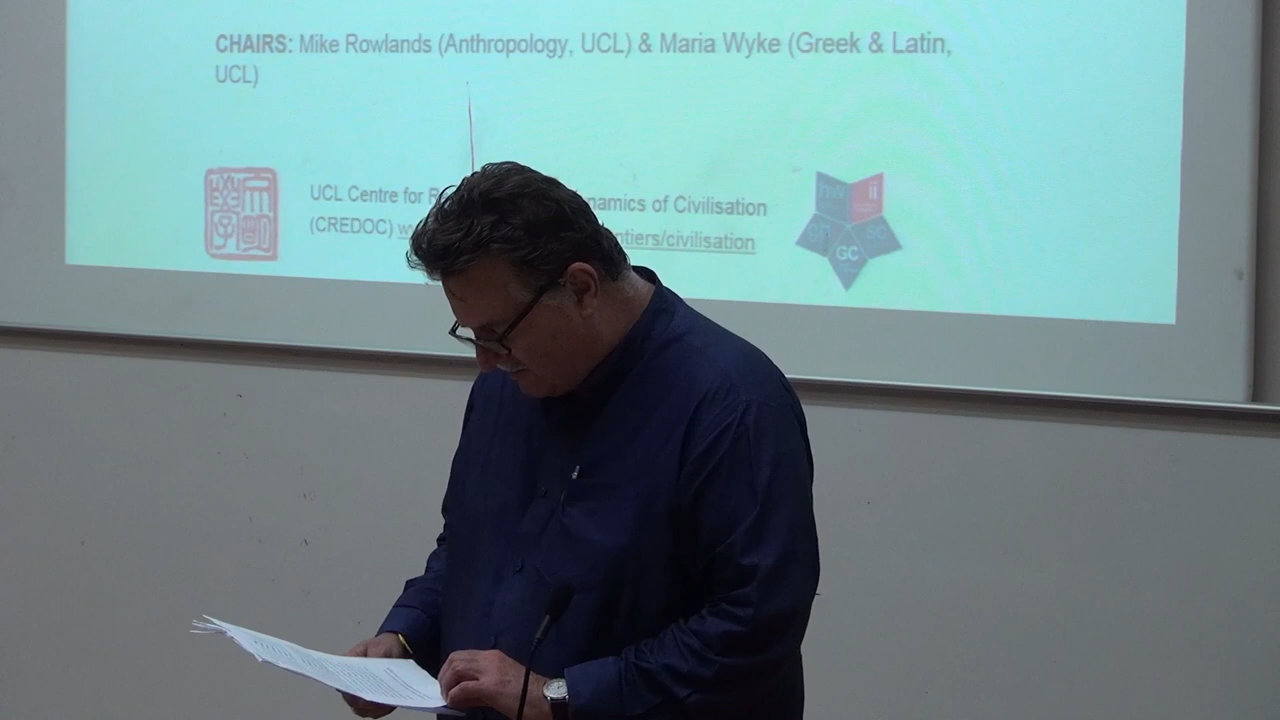 CHAIRS: Mike Rowlands (Anthropology, UCL) & Maria Wyke (Greek & Latin,
UCL)
UCL Centre for R namics of Civilisation
(CREDOC) ntiers/civilisation
GC
SC